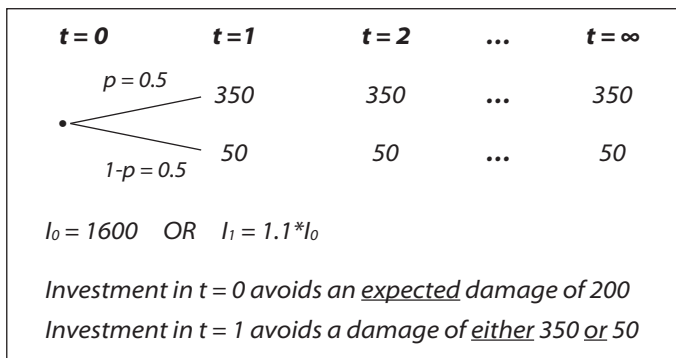 t = 0 t =1 t = 2 ... t = ∞
p = 0.5
350 350 ... 350
50 50 ... 50
1-p = 0.5
I₀ = 1600 OR I₁ = 1.1*I₀
Investment in t = 0 avoids an expected damage of 200
Investment in t = 1 avoids a damage of either 350 or 50